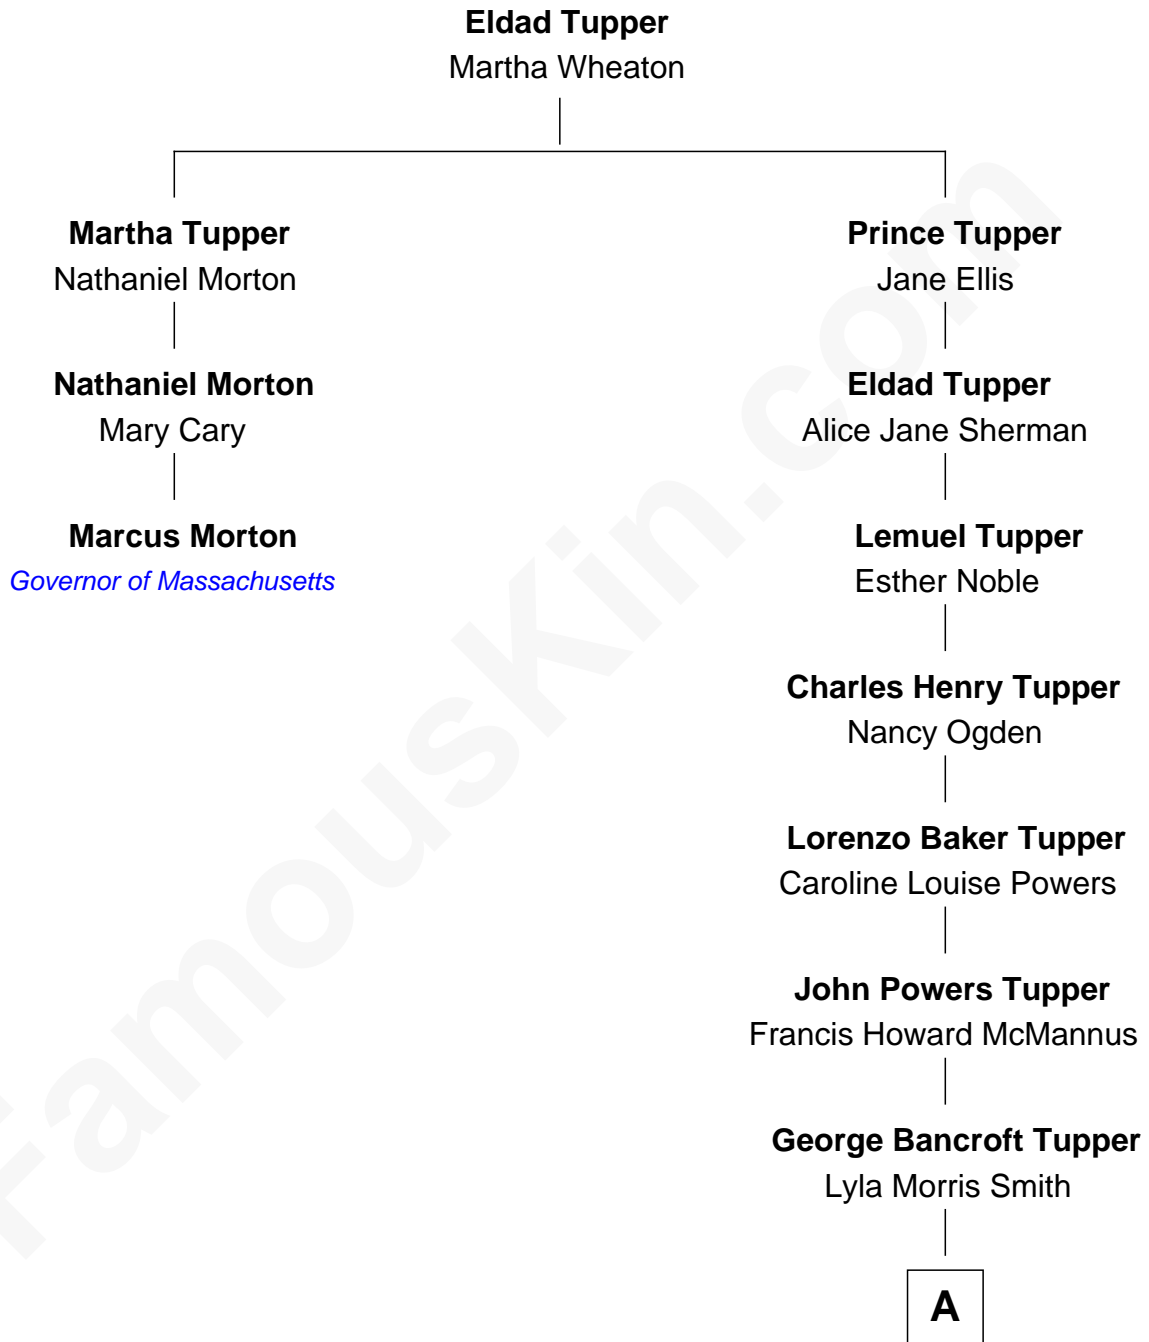 Eldad Tupper
Martha Wheaton
Martha Tupper
Nathaniel Morton
Prince Tupper
Jane Ellis
Nathaniel Morton
Mary Cary
Eldad Tupper
Alice Jane Sherman
Marcus Morton
Governor of Massachusetts
Lemuel Tupper
Esther Noble
Charles Henry Tupper
Nancy Ogden
Lorenzo Baker Tupper
Caroline Louise Powers
John Powers Tupper
Francis Howard McMannus
George Bancroft Tupper
Lyla Morris Smith
A
FamousKin.com